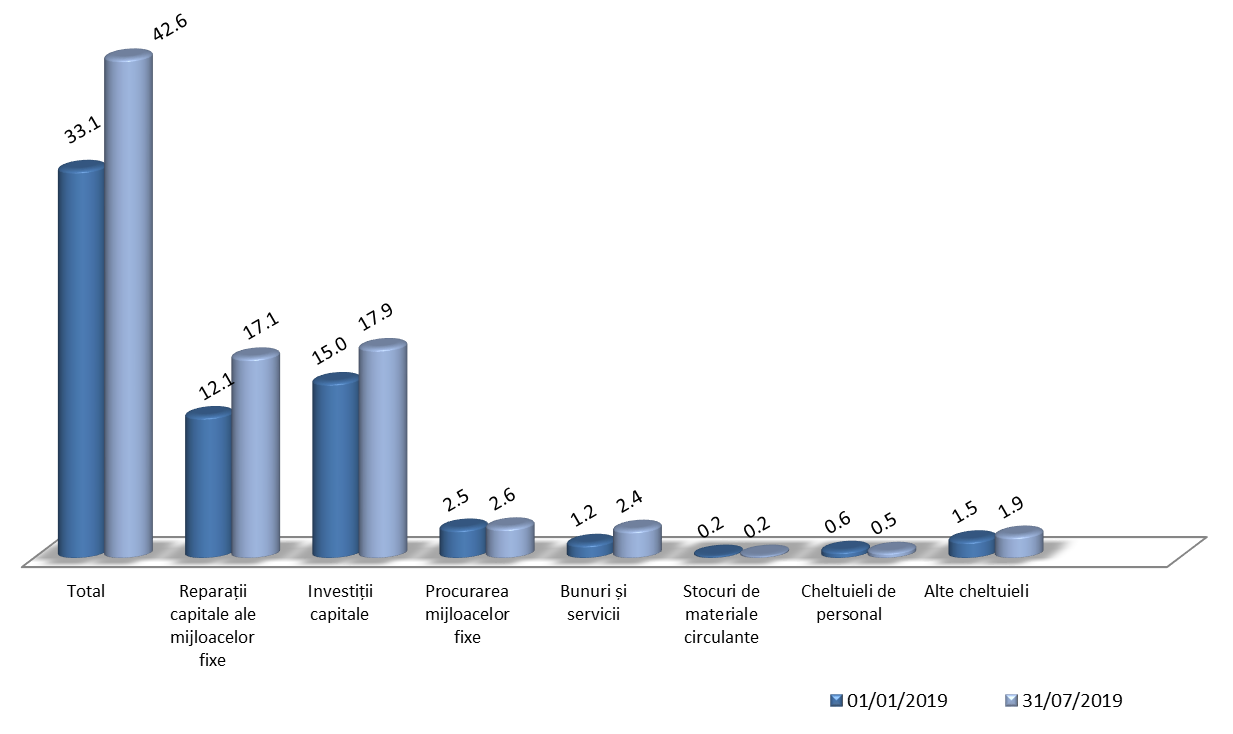 42.6
33.1
17.1
12.1
15.0
17.9
2.5
2.6
1.2
2.4
0.2
0.2
0.6
0.5
1.5
1.9
Total
Reparații
capitale ale
mijloacelor
fixe
Investiții
capitale
Procurarea
mijloacelor
fixe
Bunuri și
servicii
Stocuri de
materiale
circulante
Cheltuieli de
personal
Alte cheltuieli
01/01/2019
31/07/2019